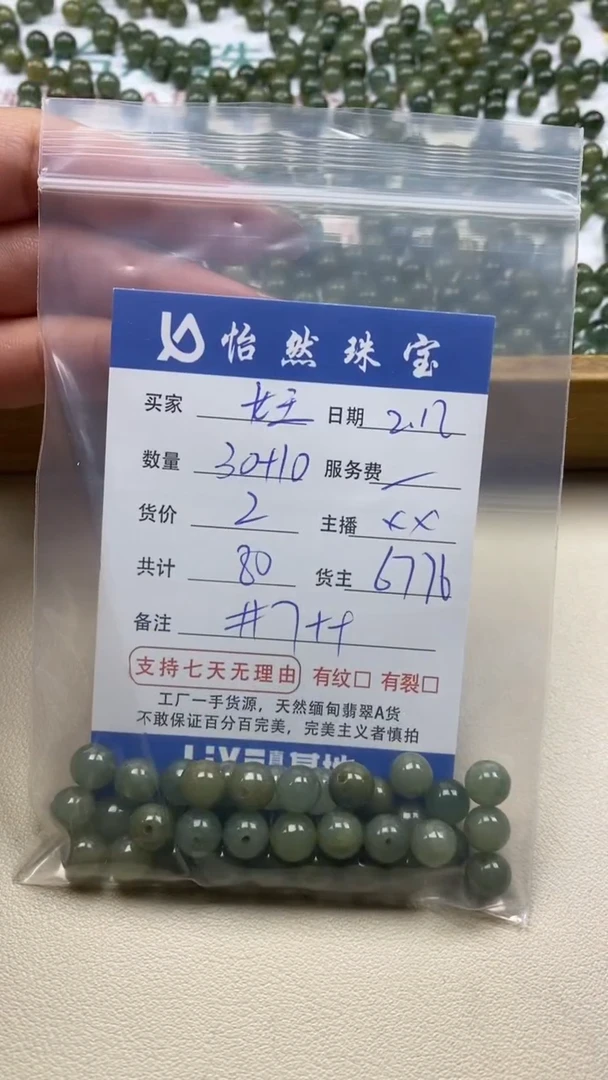 怡然珠宝
买家 女王 日期 2.17
数量 30+10 服务费
货价 2 主播 xx
共计 80 货主 6776
备注 #7++
支持七天无理由 有纹□ 有裂□
工厂一手货源，天然缅甸翡翠A货
不敢保证百分百完美，完美主义者慎拍